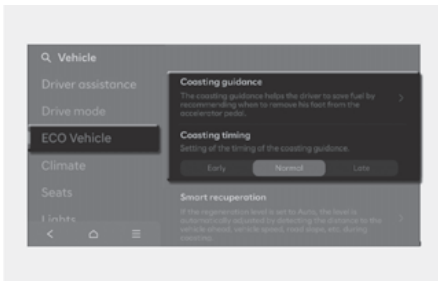 Vehicle
Driver assistance
Drive mode
ECO Vehicle
Climate
Seats
Lights
Coasting guidance
The coasting guidance helps the driver to save fuel by
recommending when to remove his foot from the
accelerator pedal.
Coasting timing
Setting of the timing of the coasting guidance.
Early Normal Late
Smart recuperation
If the regeneration level is set to Auto, the level is
automatically adjusted by detecting the distance to the
vehicle ahead, vehicle speed, road slope, etc. during
coasting.